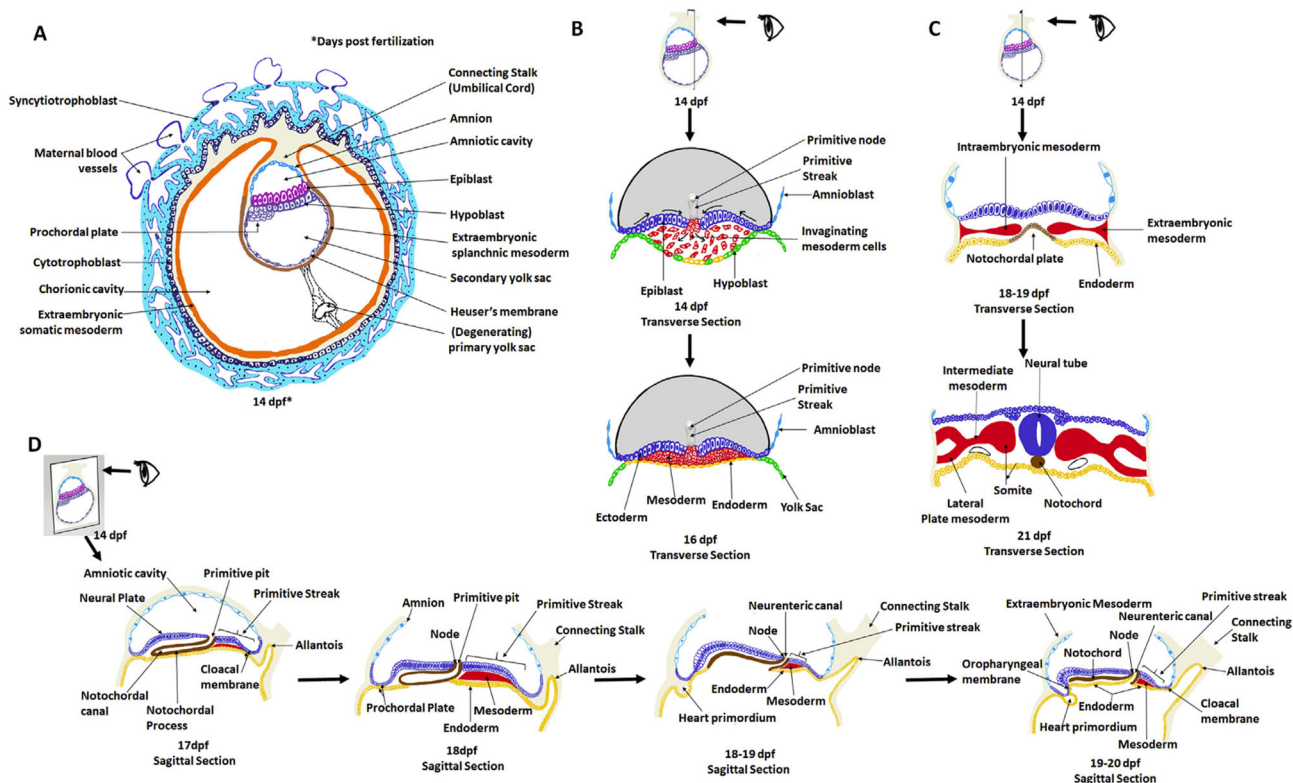 A
*Days post fertilization
Connecting Stalk
(Umbilical Cord)
Amnion
Amniotic cavity
Epiblast
Hypoblast
Extraembryonic
splanchnic mesoderm
Secondary yolk sac
Heuser's membrane
(Degenerating)
primary yolk sac
Syncytiotrophoblast
Maternal blood
vessels
Prochordal plate
Cytotrophoblast
Chorionic cavity
Extraembryonic
somatic mesoderm
14 dpf*
B
14 dpf
Primitive node
Primitive
Streak
Amnioblast
Invaginating
mesoderm cells
Epiblast
Hypoblast
14 dpf
Transverse Section
Primitive node
Primitive
Streak
Amnioblast
Mesoderm
Endoderm
Ectoderm
Yolk Sac
16 dpf
Transverse Section
C
14 dpf
Intraembryonic mesoderm
Extraembryonic
mesoderm
Notochordal plate
Endoderm
18-19 dpf
Transverse Section
Intermediate
mesoderm
Neural tube
Somite
Notochord
Lateral
Plate mesoderm
21 dpf
Transverse Section
D
14 dpf
Amniotic cavity
Primitive pit
Neural Plate
Primitive Streak
Allantois
Cloacal
membrane
Notochordal
canal
Notochordal
Process
17dpf
Sagittal Section
Amnion
Primitive pit
Primitive Streak
Node
Connecting Stalk
Allantois
Prochordal Plate
Mesoderm
Endoderm
18dpf
Sagittal Section
Neurenteric canal
Connecting Stalk
Node
Primitive streak
Allantois
Endoderm
Mesoderm
Heart primordium
18-19 dpf
Sagittal Section
Extraembryonic Mesoderm
Primitive streak
Neurenteric canal
Node
Connecting
Stalk
Notochord
Oropharyngeal
membrane
Allantois
Endoderm
Cloacal
membrane
Heart primordium
Mesoderm
19-20 dpf
Sagittal Section